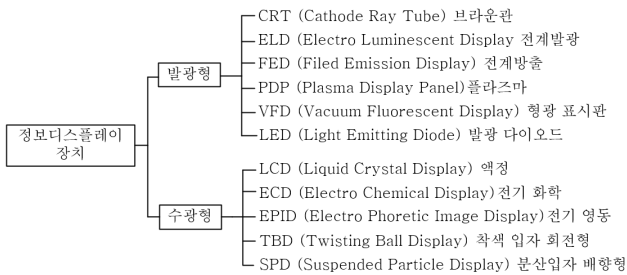 CRT (Cathode Ray Tube) 브라운관
ELD (Electro Luminescent Display 전계발광
FED (Filed Emission Display) 전계방출
발광형
PDP (Plasma Display Panel)플라즈마
VFD (Vacuum Fluorescent Display) 형광 표시판
LED (Light Emitting Diode) 발광 다이오드
정보디스플레이
장치
LCD (Liquid Crystal Display) 액정
ECD (Electro Chemical Display)전기 화학
수광형
EPID (Electro Phoretic Image Display)전기 영동
TBD (Twisting Ball Display) 착색 입자 회전형
SPD (Suspended Particle Display) 분산입자 배향형